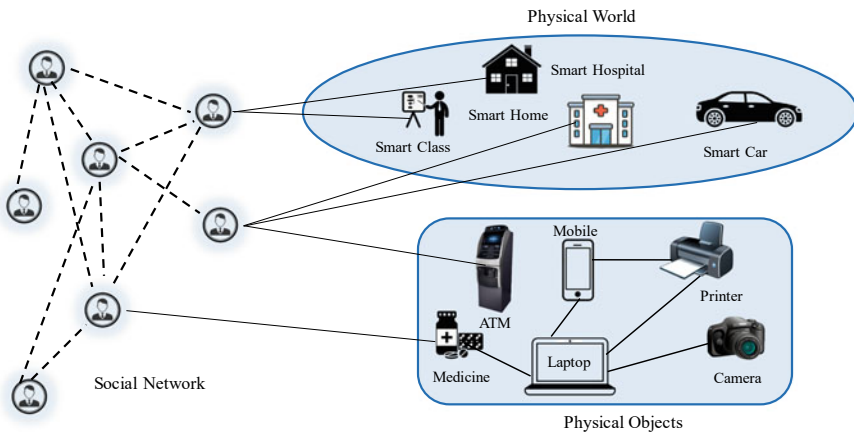 Physical World
Smart Hospital
Smart Home
Smart Class
Smart Car
Mobile
Printer
ATM
Laptop
Medicine
Camera
Social Network
Physical Objects